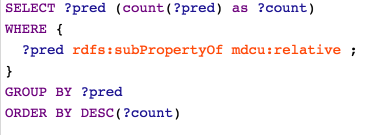 SELECT ?pred (count(?pred) as ?count)
WHERE {
  ?pred rdfs:subPropertyOf mdcu:relative ;
}
GROUP BY ?pred
ORDER BY DESC(?count)